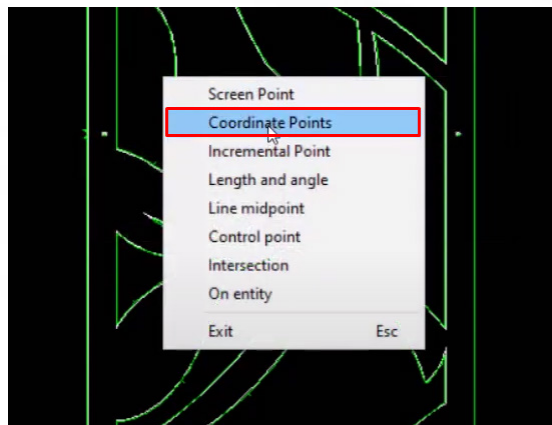 Screen Point
Coordinate Points
Incremental Point
Length and angle
Line midpoint
Control point
Intersection
On entity
Exit Esc